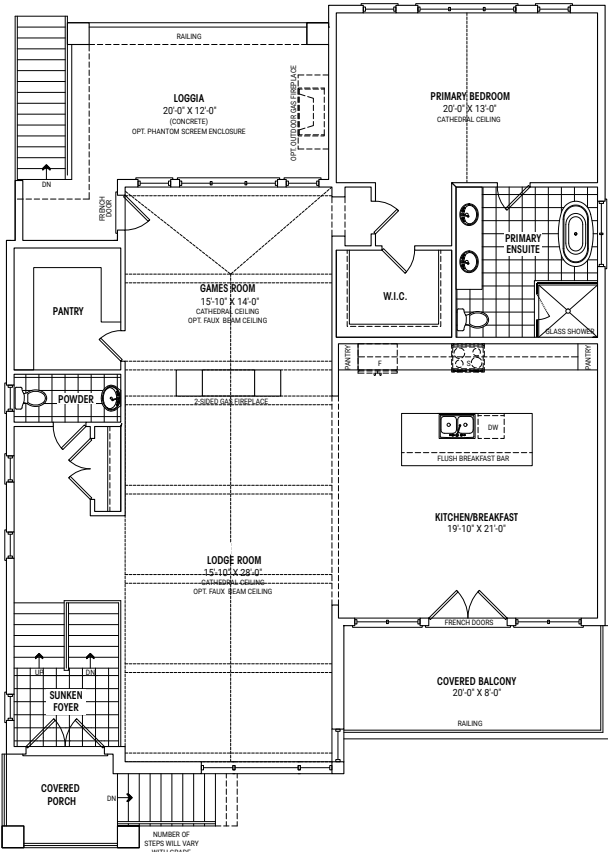 RAILING
LOGGIA
20'-0" X 12'-0"
(CONCRETE)
OPT. PHANTOM SCREEM ENCLOSURE
OPT. OUTDOOR GAS FIREPLACE
PRIMARY BEDROOM
20'-0" X 13'-0"
CATHEDRAL CEILING
DN
FRENCH
DOOR
PRIMARY
ENSUITE
GAMES ROOM
15'-10" X 14'-0"
CATHEDRAL CEILING
OPT. FAUX BEAM CEILING
W.I.C.
PANTRY
GLASS SHOWER
PANTRY
F
S
PANTRY
POWDER
2-SIDED GAS FIREPLACE
DW
FLUSH BREAKFAST BAR
KITCHEN/BREAKFAST
19'-10" X 21'-0"
LODGE ROOM
15'-10" X 28'-0"
CATHEDRAL CEILING
OPT. FAUX BEAM CEILING
FRENCH DOORS
UP
DN
SUNKEN
FOYER
COVERED BALCONY
20'-0" X 8'-0"
RAILING
COVERED
PORCH
DN
NUMBER OF
STEPS WILL VARY
WITH GRADE